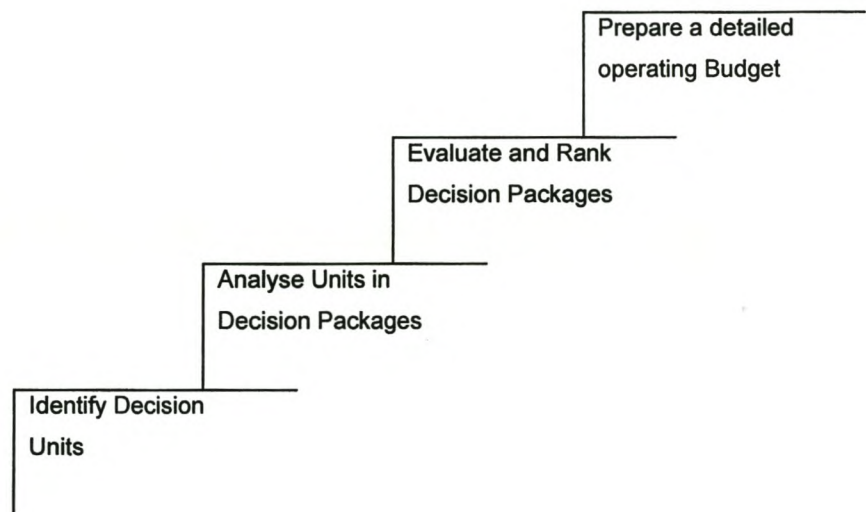 Prepare a detailed
operating Budget
Evaluate and Rank
Decision Packages
Analyse Units in
Decision Packages
Identify Decision
Units